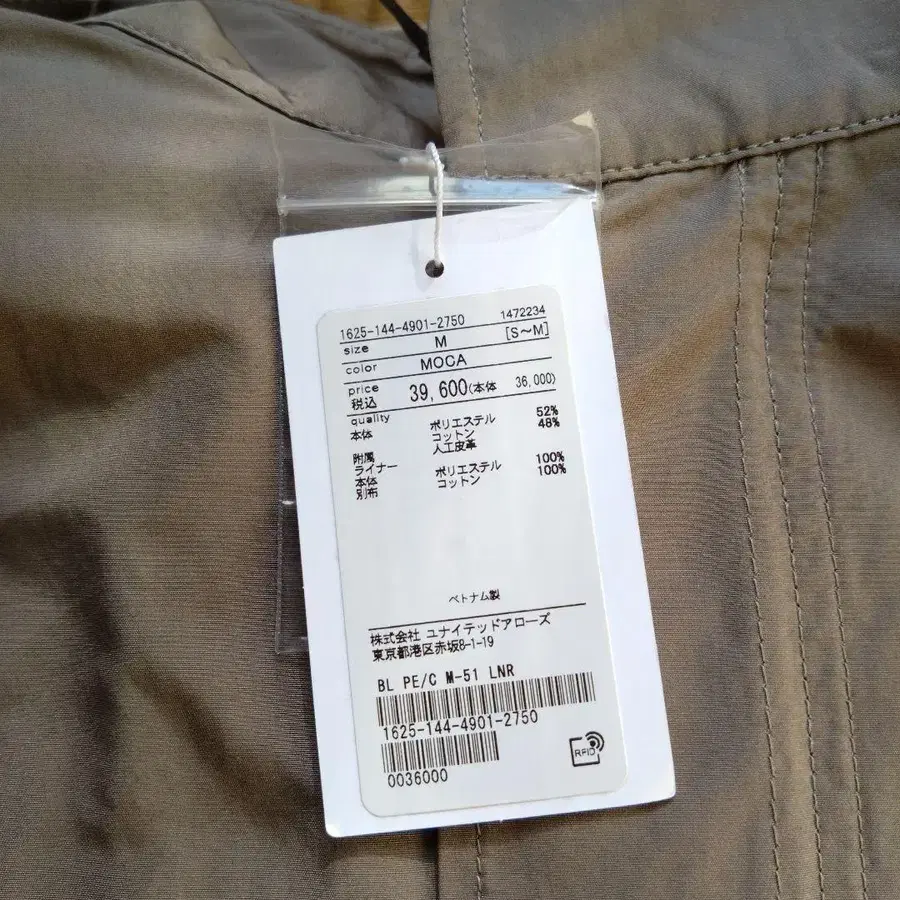 1625-144-4901-2750 1472234
size M [S～M]
color MOCA
price
税込 39,600(本体 36,000)
quality
本体 ポリエステル 52%
コットン 48%
附属 人工皮革
ライナー
本体 ポリエステル 100%
別布 コットン 100%
ベトナム製
株式会社 ユナイテッドアローズ
東京都港区赤坂8-1-19
BL PE/C M-51 LNR
1625-144-4901-2750
RFID
0036000